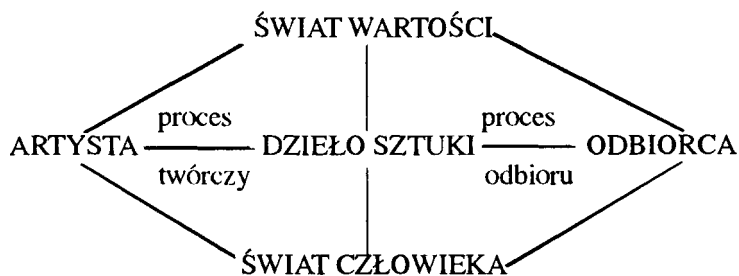 ŚWIAT WARTOŚCI
proces proces
ARTYSTA DZIEŁO SZTUKI ODBIORCA
twórczy odbioru
ŚWIAT CZŁOWIEKA